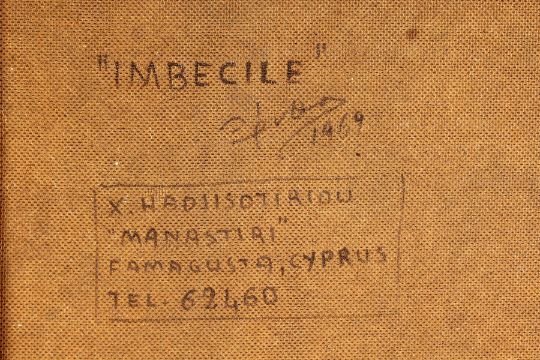 "IMBECILE"
1969
X. HADJISOTIRIOU
"MANASTIRI"
FAMAGUSTA, CYPRUS
TEL. 62460